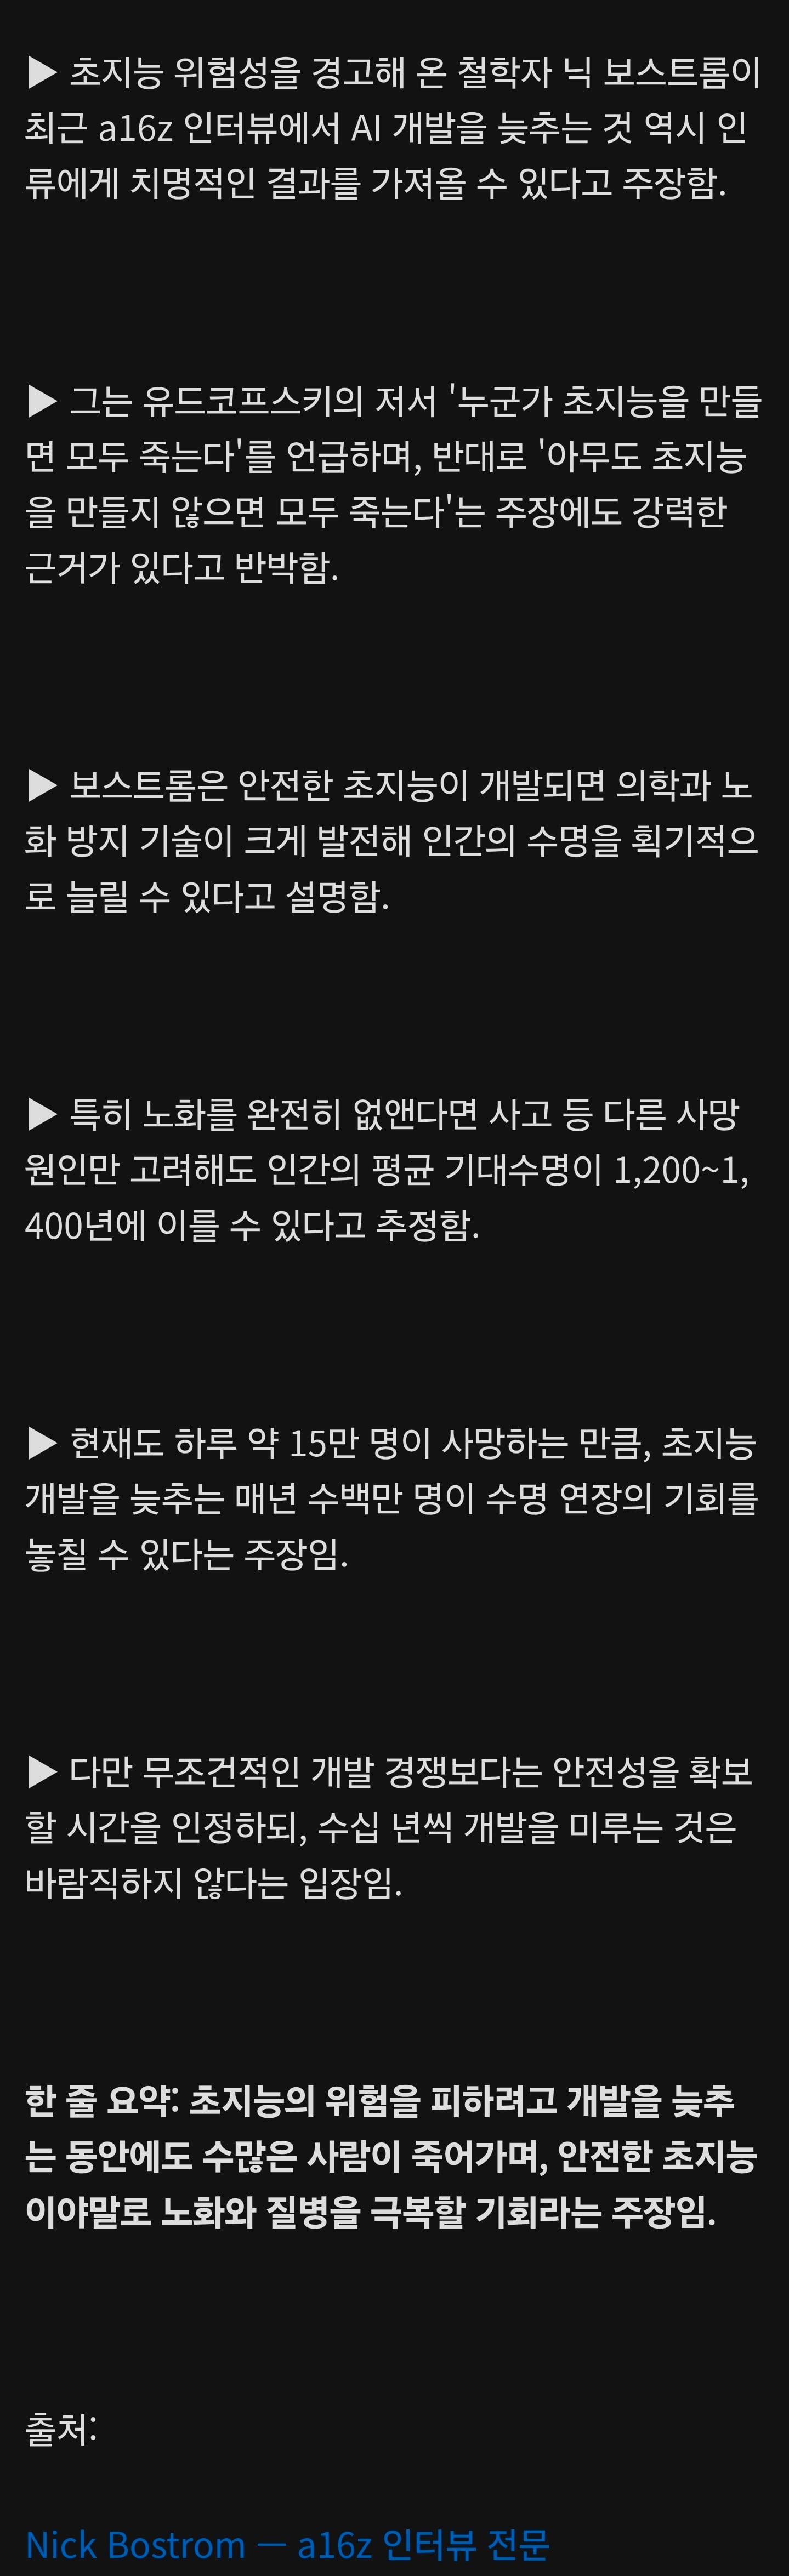 ▶ 초지능 위험성을 경고해 온 철학자 닉 보스트롬이
최근 a16z 인터뷰에서 AI 개발을 늦추는 것 역시 인
류에게 치명적인 결과를 가져올 수 있다고 주장함.
▶ 그는 유드코프스키의 저서 '누군가 초지능을 만들
면 모두 죽는다'를 언급하며, 반대로 '아무도 초지능
을 만들지 않으면 모두 죽는다'는 주장에도 강력한
근거가 있다고 반박함.
▶ 보스트롬은 안전한 초지능이 개발되면 의학과 노
화 방지 기술이 크게 발전해 인간의 수명을 획기적으
로 늘릴 수 있다고 설명함.
▶ 특히 노화를 완전히 없앤다면 사고 등 다른 사망
원인만 고려해도 인간의 평균 기대수명이 1,200~1,
400년에 이를 수 있다고 추정함.
▶ 현재도 하루 약 15만 명이 사망하는 만큼, 초지능
개발을 늦추는 매년 수백만 명이 수명 연장의 기회를
놓칠 수 있다는 주장임.
▶ 다만 무조건적인 개발 경쟁보다는 안전성을 확보
할 시간을 인정하되, 수십 년씩 개발을 미루는 것은
바람직하지 않다는 입장임.
한 줄 요약: 초지능의 위험을 피하려고 개발을 늦추
는 동안에도 수많은 사람이 죽어가며, 안전한 초지능
이야말로 노화와 질병을 극복할 기회라는 주장임.
출처:
Nick Bostrom — a16z 인터뷰 전문